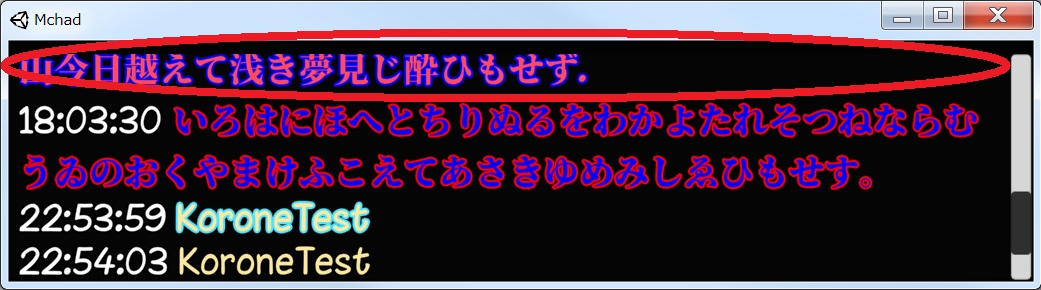 Mchad
山今日越えて浅き夢見じ酔ひもせず.
18:03:30 いろはにほへとちりぬるをわかよたれそつねならむ
うゐのおくやまけふこえてあさきゆめみしゑひもせす。
22:53:59 KoroneTest
22:54:03 KoroneTest